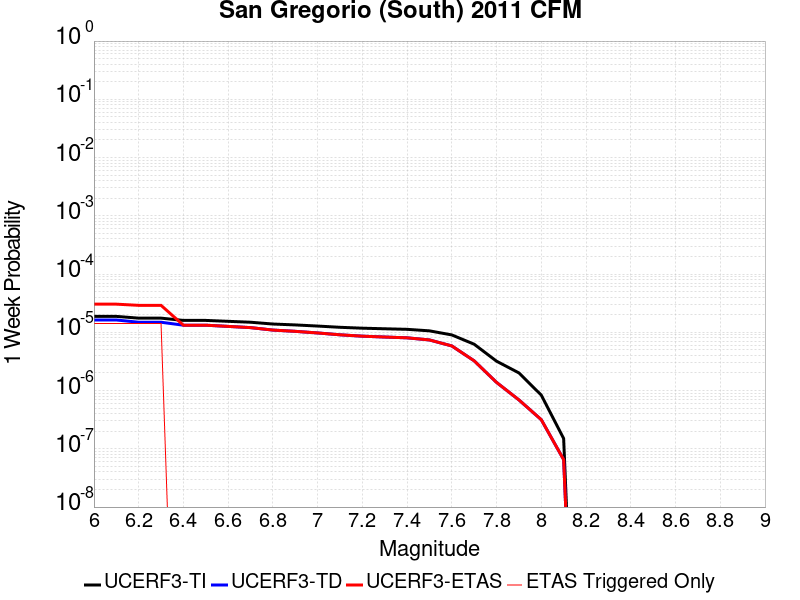 San Gregorio (South) 2011 CFM
10^0
10^-1
10^-2
10^-3
10^-4
10^-5
10^-6
10^-7
10^-8
1 Week Probability
6 6.2 6.4 6.6 6.8 7 7.2 7.4 7.6 7.8 8 8.2 8.4 8.6 8.8 9
Magnitude
UCERF3-TI UCERF3-TD UCERF3-ETAS ETAS Triggered Only